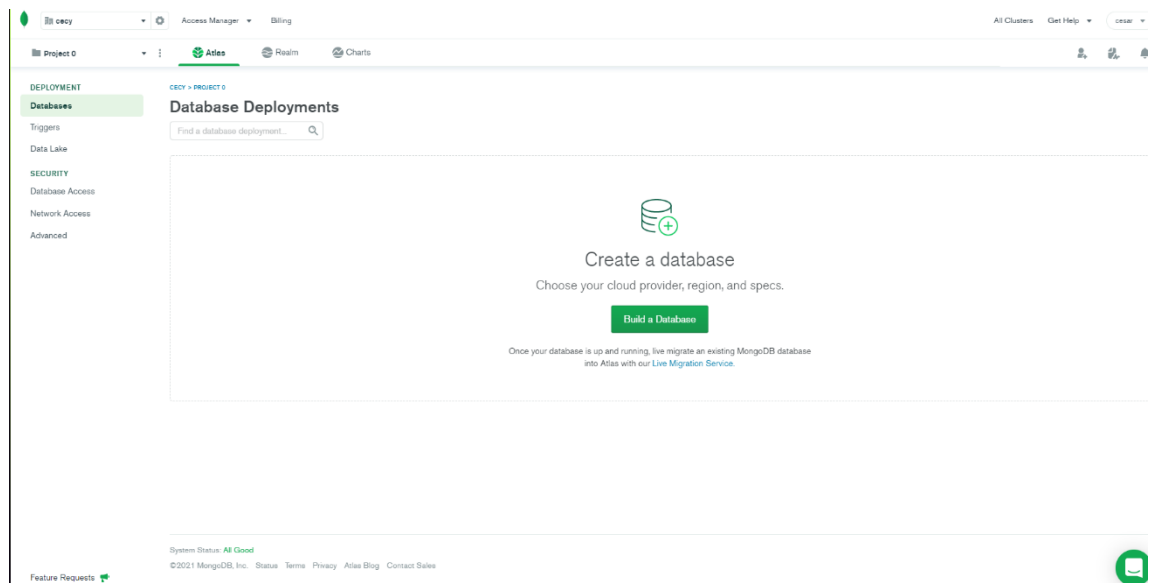 cecy
Access Manager
Billing
All Clusters
Get Help
cesar
Project 0
Atlas
Realm
Charts
DEPLOYMENT
Databases
Triggers
Data Lake
SECURITY
Database Access
Network Access
Advanced
CECY > PROJECT 0
Database Deployments
Find a database deployment...
Create a database
Choose your cloud provider, region, and specs.
Build a Database
Once your database is up and running, live migrate an existing MongoDB database
into Atlas with our Live Migration Service.
System Status: All Good
©2021 MongoDB, Inc. Status Terms Privacy Atlas Blog Contact Sales
Feature Requests